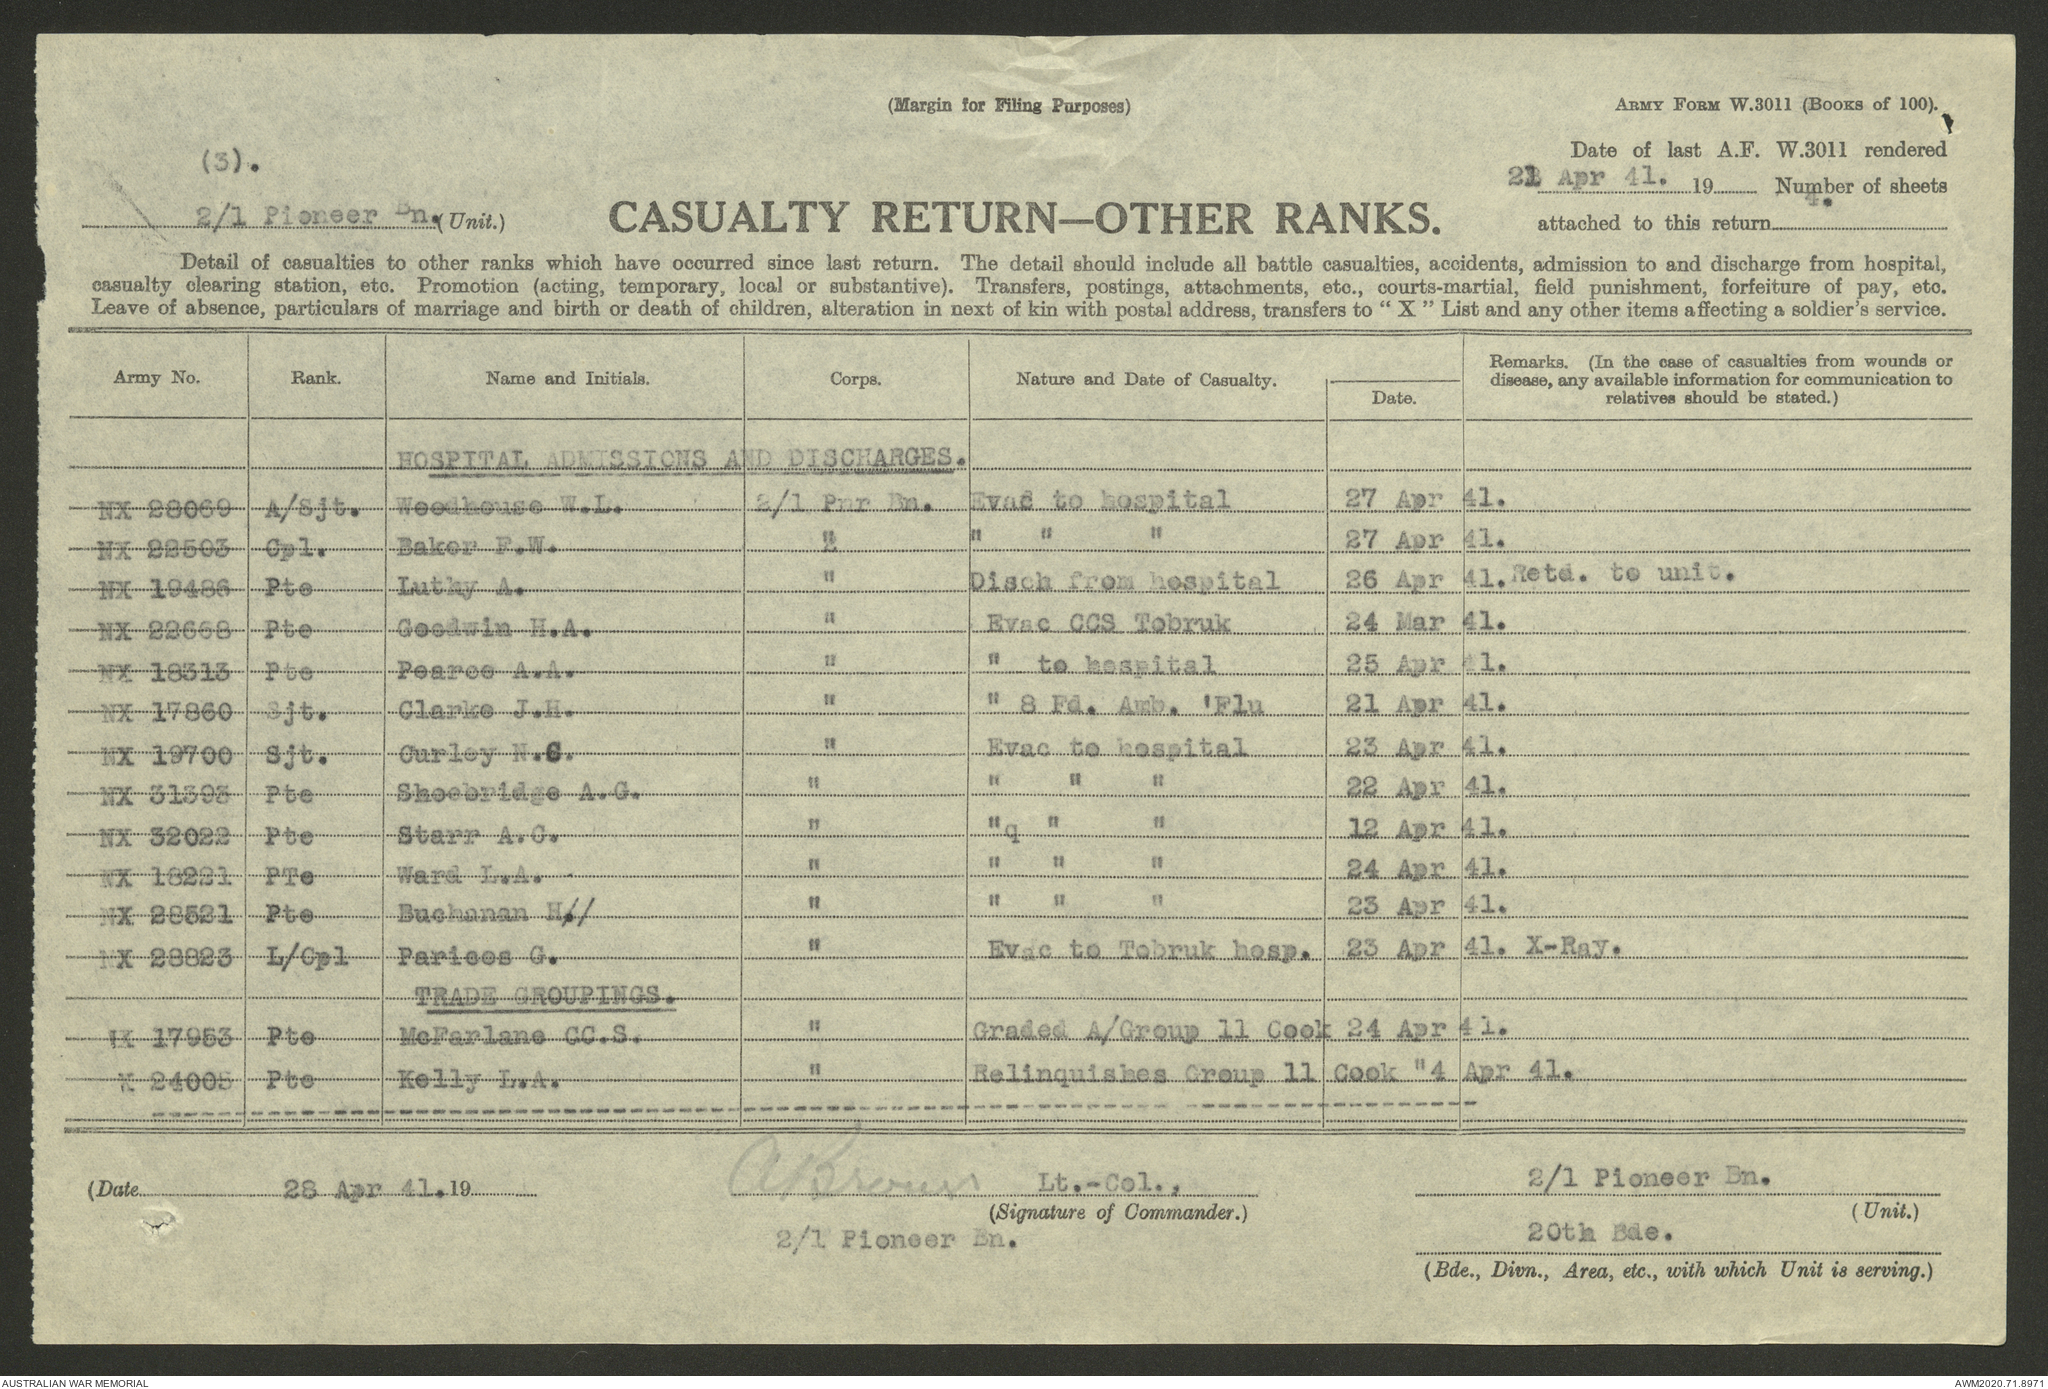 (Margin for Filing Purposes)
ARMY FORM W.3011 (BOOKS of 100).
(3).
Date of last A.F. W.3011 rendered
21 Apr 41. 19 Number of sheets
4.
attached to this return
2/1 Pioneer Bn. (Unit.)
CASUALTY RETURN—OTHER RANKS.
Detail of casualties to other ranks which have occurred since last return. The detail should include all battle casualties, accidents, admission to and discharge from hospital,
casualty clearing station, etc. Promotion (acting, temporary, local or substantive). Transfers, postings, attachments, etc., courts-martial, field punishment, forfeiture of pay, etc.
Leave of absence, particulars of marriage and birth or death of children, alteration in next of kin with postal address, transfers to "X" List and any other items affecting a soldier's service.
Army No. Rank. Name and Initials. Corps. Nature and Date of Casualty. Date. Remarks. (In the case of casualties from wounds or
disease, any available information for communication to
relatives should be stated.)
HOSPITAL ADMISSIONS AND DISCHARGES.
NX 28069 A/Sjt. Woodhouse W.L. 2/1 Pnr Bn. Evac to hospital 27 Apr 41.
NX 22503 Cpl. Baker F.W. " " " " 27 Apr 41.
NX 19486 Pte Luthy A. " Disch from hospital 26 Apr 41. Retd. to unit.
NX 22668 Pte Goodwin H.A. " Evac CCS Tobruk 24 Mar 41.
NX 18313 Pte Pearce A.A. " " to hospital 25 Apr 41.
NX 17860 Sjt. Clarke J.H. " " 8 Fd. Amb. 'Flu 21 Apr 41.
NX 19700 Sjt. Curley N.C. " Evac to hospital 23 Apr 41.
NX 31393 Pte Shoebridge A.G. " " " " 22 Apr 41.
NX 32022 Pte Starr A.C. " "q " " 12 Apr 41.
NX 18221 PTe Ward L.A. " " " " 24 Apr 41.
NX 28521 Pte Buchanan H.// " " " " 23 Apr 41.
NX 28823 L/Cpl Parices G. " Evac to Tobruk hosp. 23 Apr 41. X-Ray.
TRADE GROUPINGS.
NX 17953 Pte McFarlane CC.S. " Graded A/Group 11 Cook 24 Apr 41.
X 24005 Pte Kelly L.A. " Relinquishes Group 11 Cook "4 Apr 41.
(Date 28 Apr 41. 19
A Brown Lt.-Col.,
(Signature of Commander.)
2/1 Pioneer Bn.
2/1 Pioneer Bn.
(Unit.)
20th Bde.
(Bde., Divn., Area, etc., with which Unit is serving.)
AUSTRALIAN WAR MEMORIAL
AWM2020.71.8971